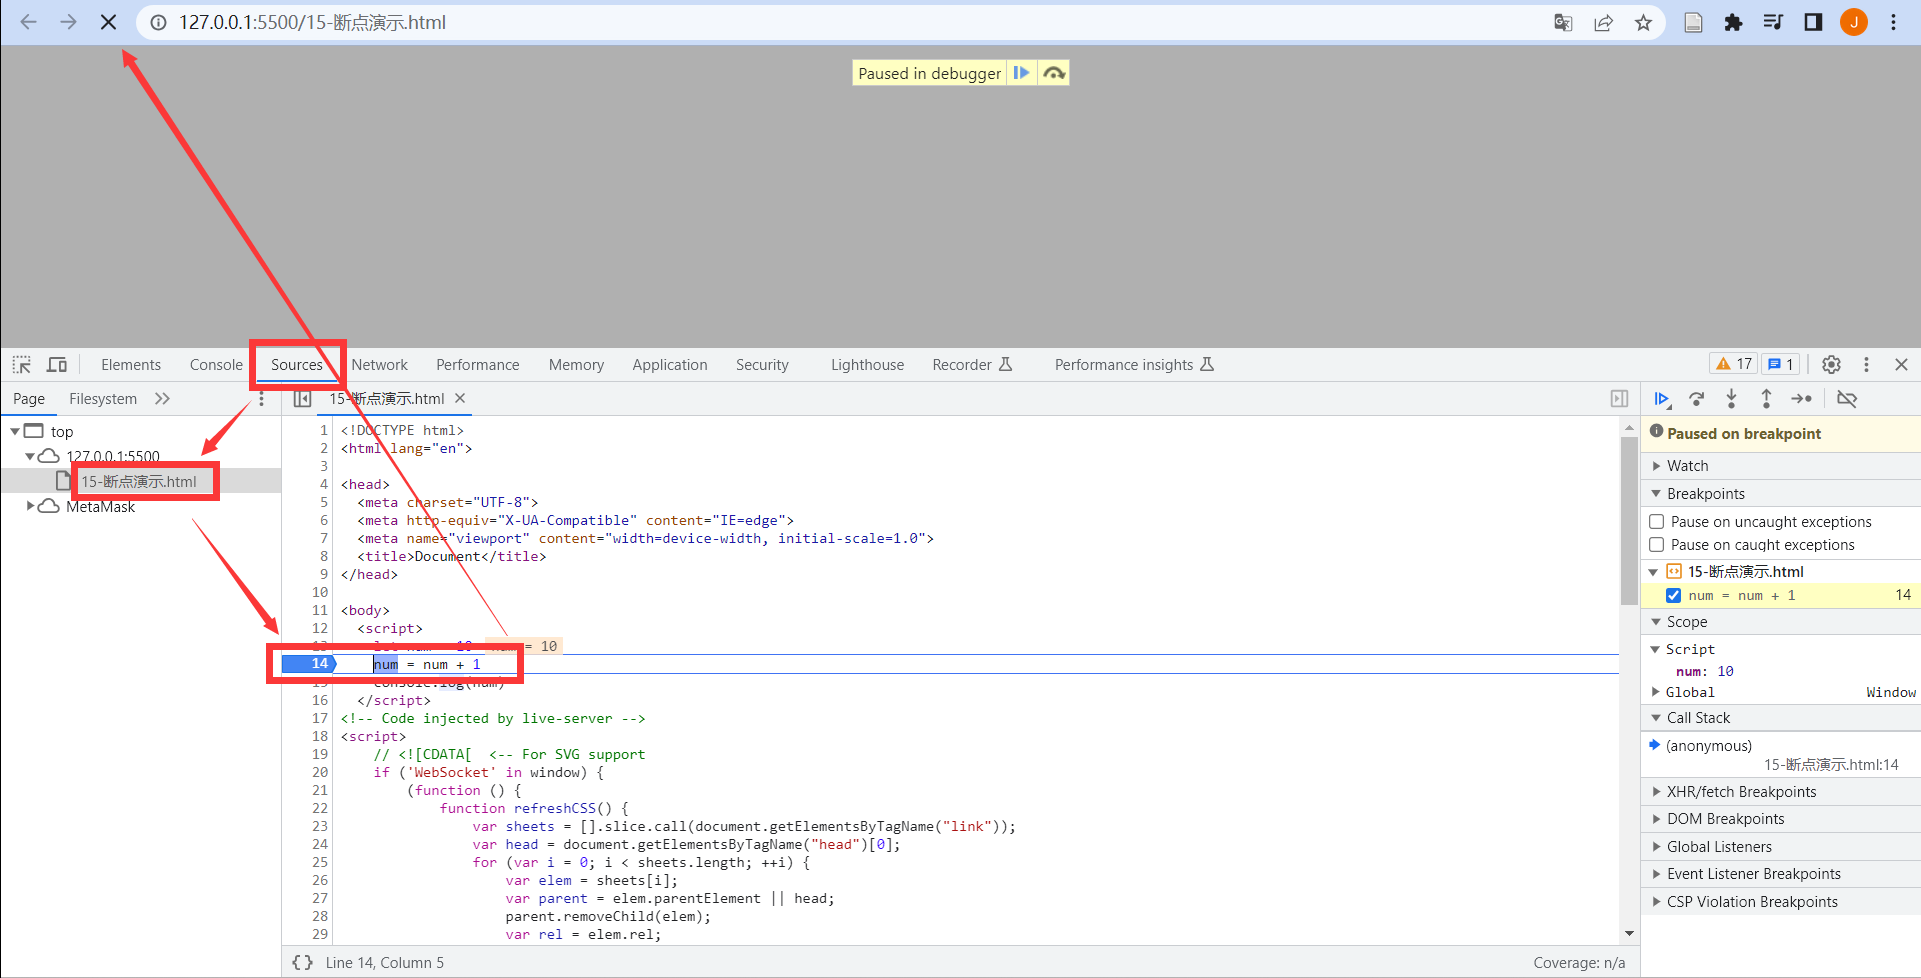 127.0.0.1:5500/15-断点演示.html
J
Paused in debugger
Elements Console Sources Network Performance Memory Application Security Lighthouse Recorder Performance insights 17 1
Page Filesystem
15-断点演示.html
top
127.0.0.1:5500
15-断点演示.html
MetaMask
1 <!DOCTYPE html>
2 <html lang="en">
3
4 <head>
5 <meta charset="UTF-8">
6 <meta http-equiv="X-UA-Compatible" content="IE=edge">
7 <meta name="viewport" content="width=device-width, initial-scale=1.0">
8 <title>Document</title>
9 </head>
10
11 <body>
12 <script>
13 let num = 10 num = 10
14 num = num + 1
15 console.log(num)
16 </script>
17 <!-- Code injected by live-server -->
18 <script>
19 // <![CDATA[ <-- For SVG support
20 if ('WebSocket' in window) {
21 (function () {
22 function refreshCSS() {
23 var sheets = [].slice.call(document.getElementsByTagName("link"));
24 var head = document.getElementsByTagName("head")[0];
25 for (var i = 0; i < sheets.length; ++i) {
26 var elem = sheets[i];
27 var parent = elem.parentElement || head;
28 parent.removeChild(elem);
29 var rel = elem.rel;
{} Line 14, Column 5
Coverage: n/a
Paused on breakpoint
Watch
Breakpoints
Pause on uncaught exceptions
Pause on caught exceptions
15-断点演示.html
num = num + 1 14
Scope
Script
num: 10
Global Window
Call Stack
(anonymous)
15-断点演示.html:14
XHR/fetch Breakpoints
DOM Breakpoints
Global Listeners
Event Listener Breakpoints
CSP Violation Breakpoints